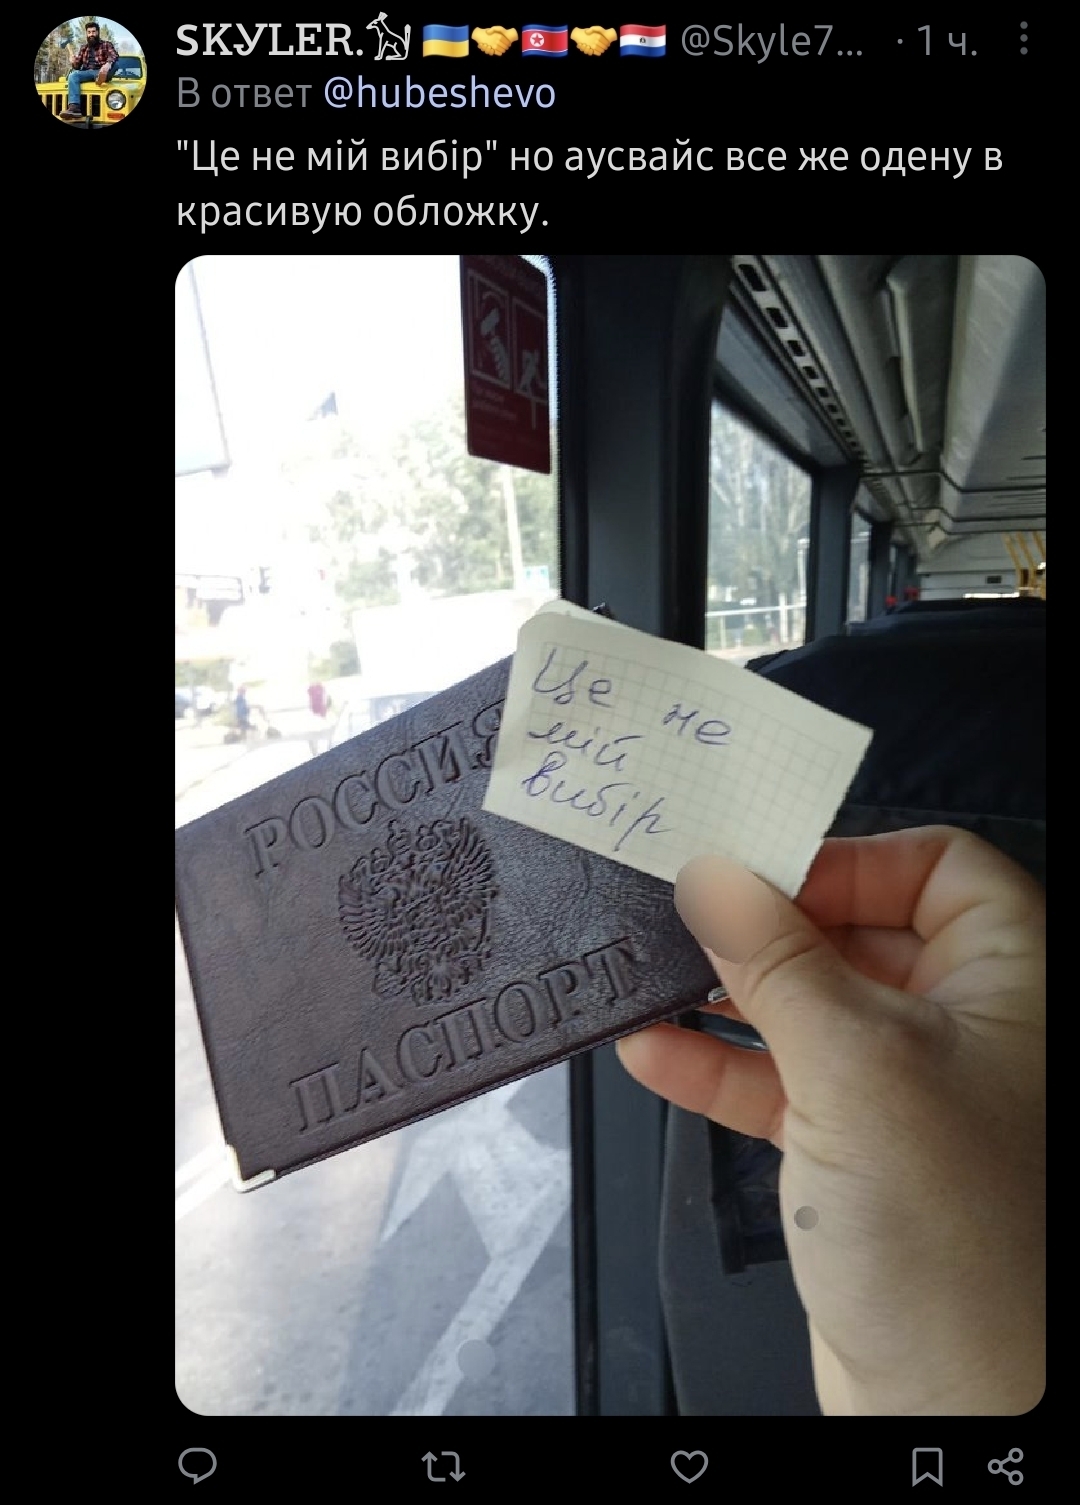 SKYLER. @Skyle7... · 1 ч.
В ответ @hubeshevo
"Це не мій вибір" но аусвайс все же одену в
красивую обложку.
Це не
мій
вибір
РОССИЯ
ПАСПОРТ